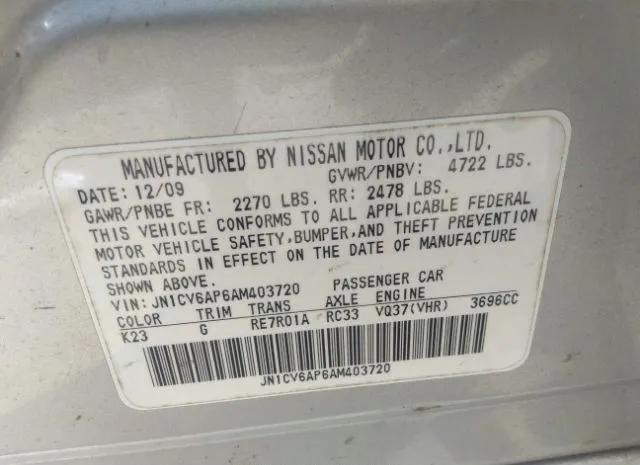 MANUFACTURED BY NISSAN MOTOR CO.,LTD.
DATE: 12/09 GVWR/PNBV: 4722 LBS.
GAWR/PNBE FR: 2270 LBS. RR: 2478 LBS.
THIS VEHICLE CONFORMS TO ALL APPLICABLE FEDERAL
MOTOR VEHICLE SAFETY,BUMPER,AND THEFT PREVENTION
STANDARDS IN EFFECT ON THE DATE OF MANUFACTURE
SHOWN ABOVE.
VIN: JN1CV6AP6AM403720 PASSENGER CAR
COLOR TRIM TRANS AXLE ENGINE
K23 G RE7R01A RC33 VQ37(VHR) 3696CC
JN1CV6AP6AM403720